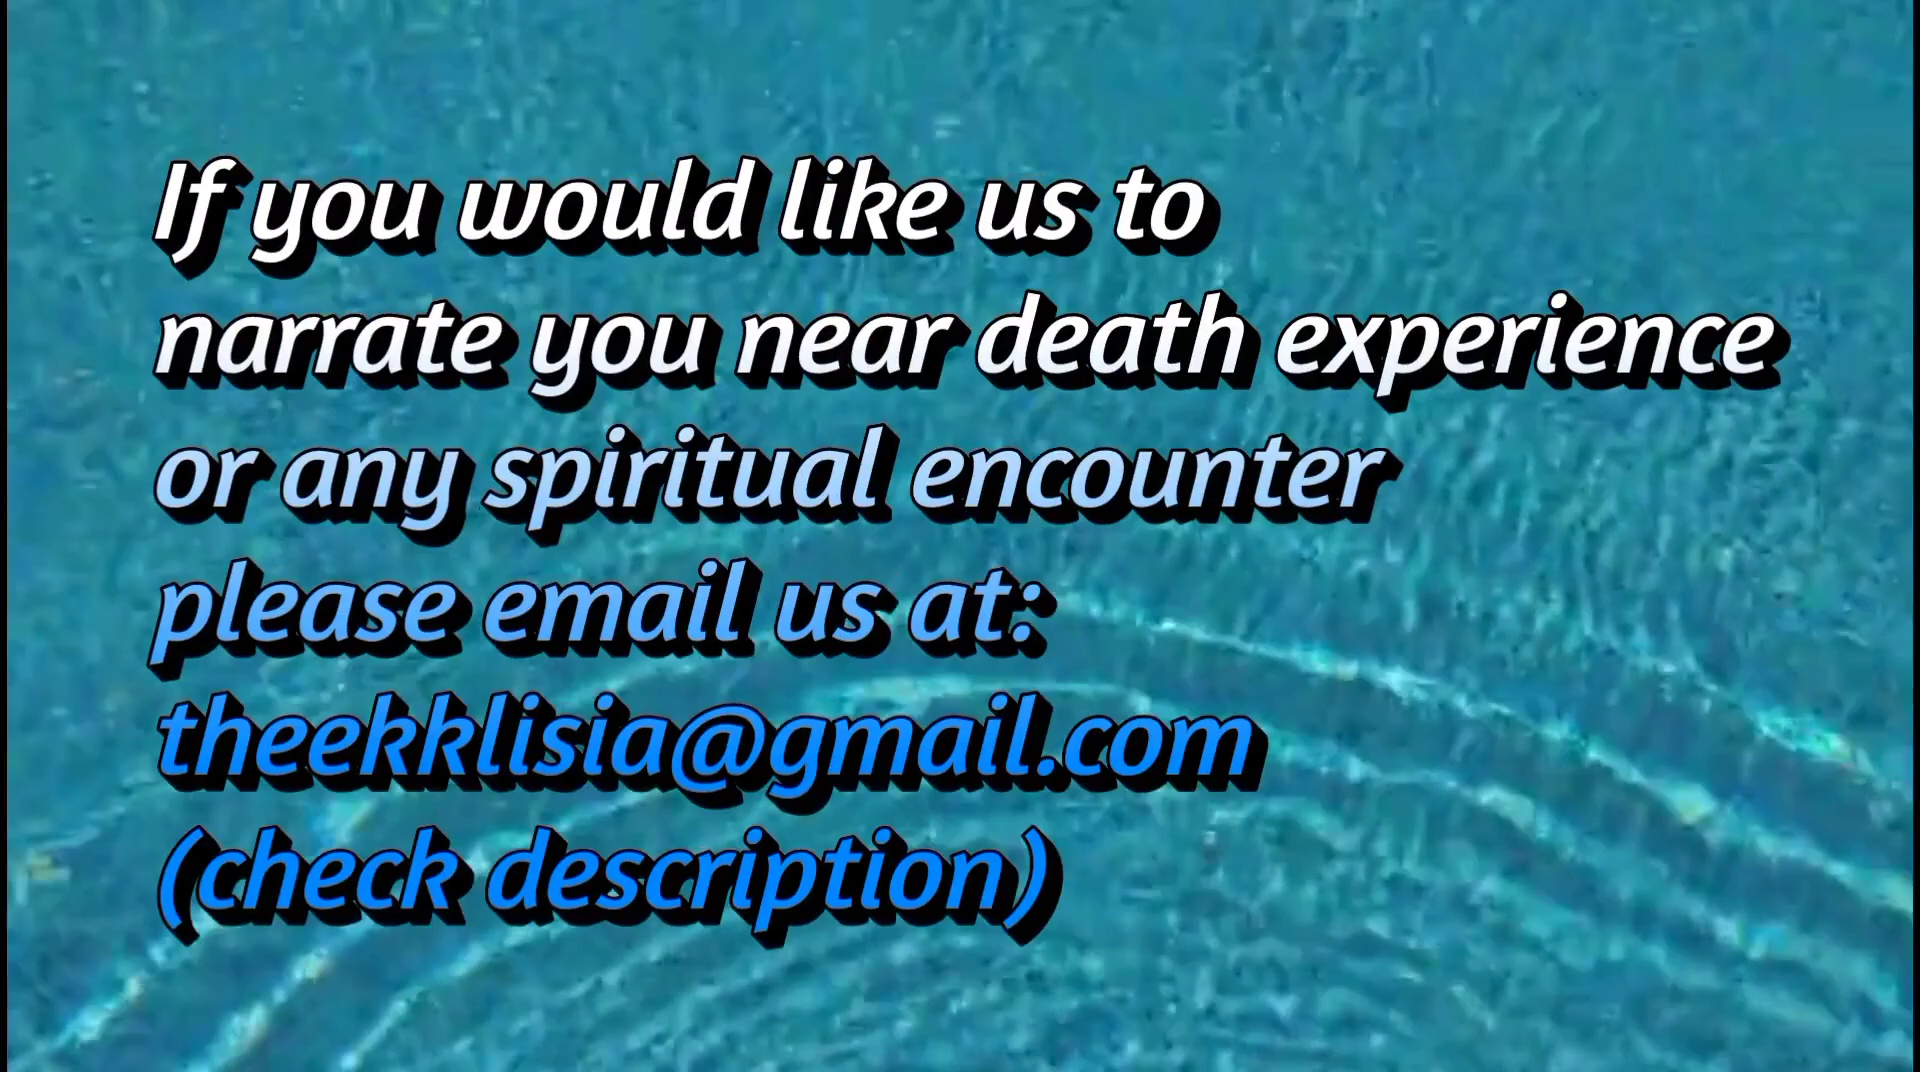 If you would like us to
narrate you near death experience
or any spiritual encounter
please email us at:
theekklisia@gmail.com
(check description)